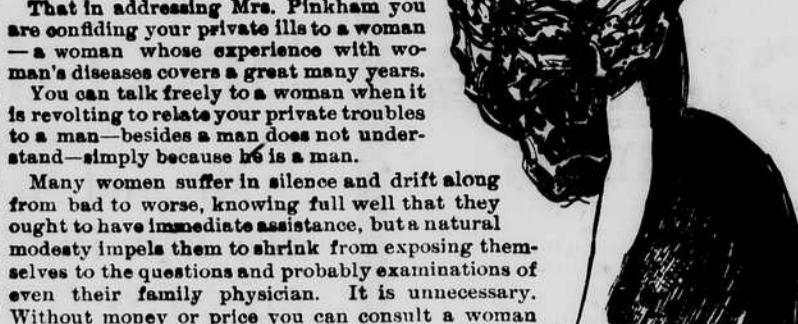 That in addressing Mrs. Pinkham you
are confiding your private ills to a woman
—a woman whose experience with wo-
man's diseases covers a great many years.
You can talk freely to a woman when it
is revolting to relate your private troubles
to a man—besides a man does not under-
stand—simply because he is a man.
Many women suffer in silence and drift along
from bad to worse, knowing full well that they
ought to have immediate assistance, but a natural
modesty impels them to shrink from exposing them-
selves to the questions and probably examinations of
even their family physician. It is unnecessary.
Without money or price you can consult a woman